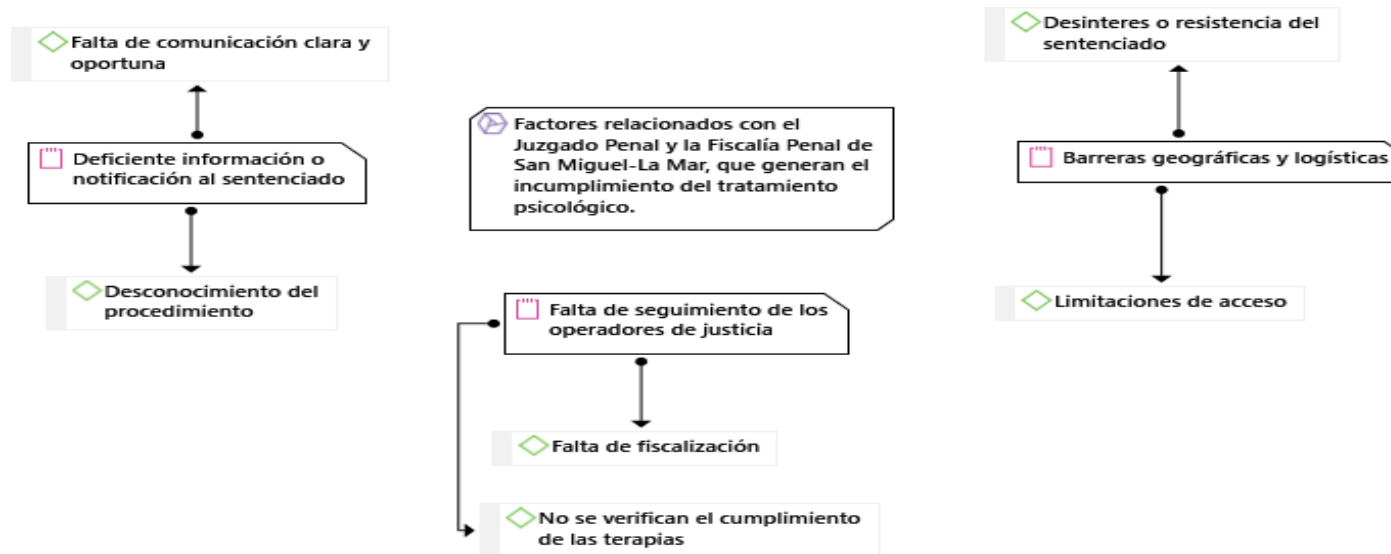 Falta de comunicación clara y
oportuna
Deficiente información o
notificación al sentenciado
Desconocimiento del
procedimiento
Factores relacionados con el
Juzgado Penal y la Fiscalía Penal de
San Miguel-La Mar, que generan el
incumplimiento del tratamiento
psicológico.
Falta de seguimiento de los
operadores de justicia
Falta de fiscalización
No se verifican el cumplimiento
de las terapias
Desinteres o resistencia del
sentenciado
Barreras geográficas y logísticas
Limitaciones de acceso